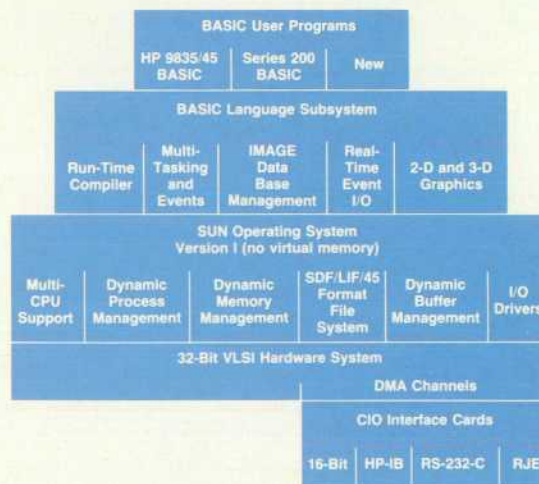 BASIC User Programs
HP 9835/45
BASIC
Series 200
BASIC
New
BASIC Language Subsystem
Run-Time
Compiler
Multi-
Tasking
and
Events
IMAGE
Data
Base
Management
Real-
Time
Event
I/O
2-D and 3-D
Graphics
SUN Operating System
Version I (no virtual memory)
Multi-
CPU
Support
Dynamic
Process
Management
Dynamic
Memory
Management
SDF/LIF/45
Format
File
System
Dynamic
Buffer
Management
I/O
Drivers
32-Bit VLSI Hardware System
DMA Channels
CIO Interface Cards
16-Bit
HP-IB
RS-232-C
RJE